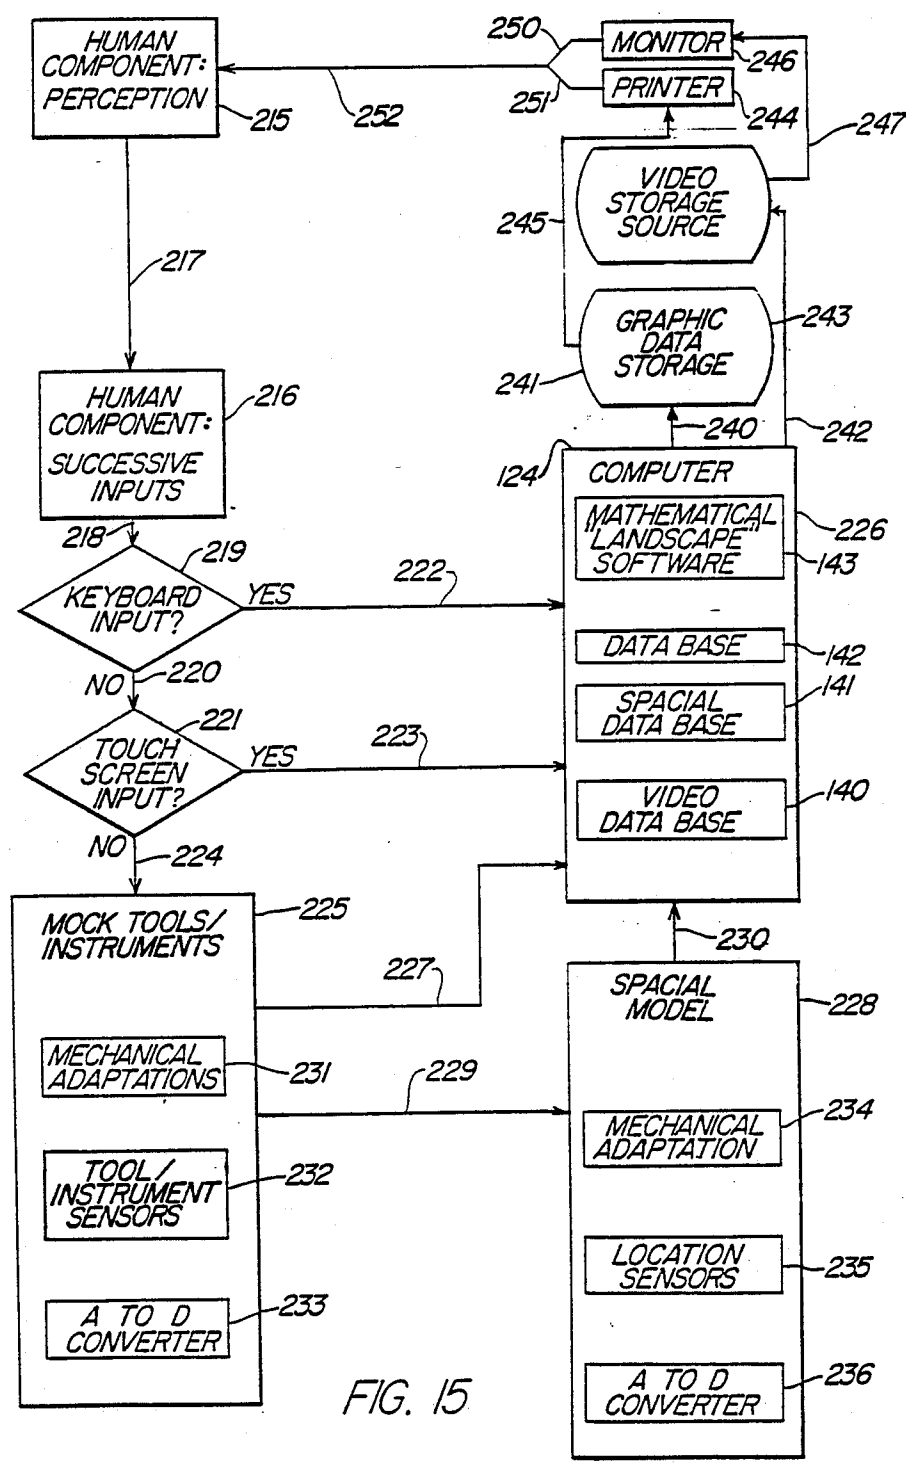 HUMAN
COMPONENT:
PERCEPTION
215
252
250
251
MONITOR
246
PRINTER
244
247
VIDEO
STORAGE
SOURCE
245
217
GRAPHIC
DATA
STORAGE
243
241
240
242
HUMAN
COMPONENT:
SUCCESSIVE
INPUTS
216
218
219
KEYBOARD
INPUT?
YES
222
NO
220
221
TOUCH
SCREEN
INPUT?
YES
223
NO
224
124
COMPUTER
226
MATHEMATICAL
"LANDSCAPE"
SOFTWARE
143
DATA BASE
142
SPACIAL
DATA BASE
141
VIDEO
DATA BASE
140
230
MOCK TOOLS/
INSTRUMENTS
225
227
229
MECHANICAL
ADAPTATIONS
231
TOOL/
INSTRUMENT
SENSORS
232
A TO D
CONVERTER
233
SPACIAL
MODEL
228
MECHANICAL
ADAPTATION
234
LOCATION
SENSORS
235
A TO D
CONVERTER
236
FIG. 15